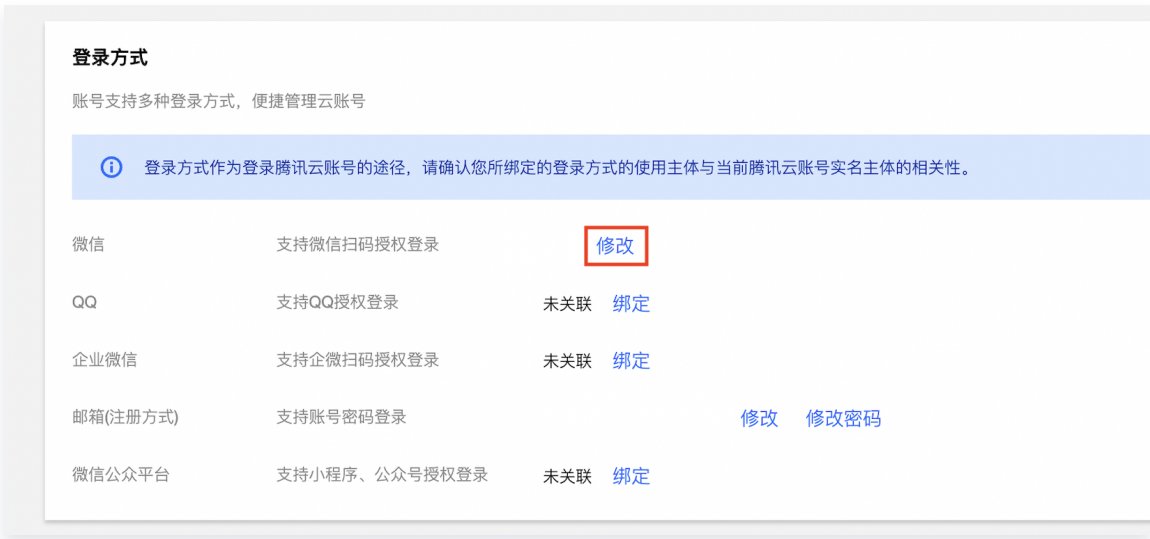 登录方式
账号支持多种登录方式，便捷管理云账号
登录方式作为登录腾讯云账号的途径，请确认您所绑定的登录方式的使用主体与当前腾讯云账号实名主体的相关性。
微信 支持微信扫码授权登录 修改
QQ 支持QQ授权登录 未关联 绑定
企业微信 支持企微扫码授权登录 未关联 绑定
邮箱(注册方式) 支持账号密码登录 修改 修改密码
微信公众平台 支持小程序、公众号授权登录 未关联 绑定